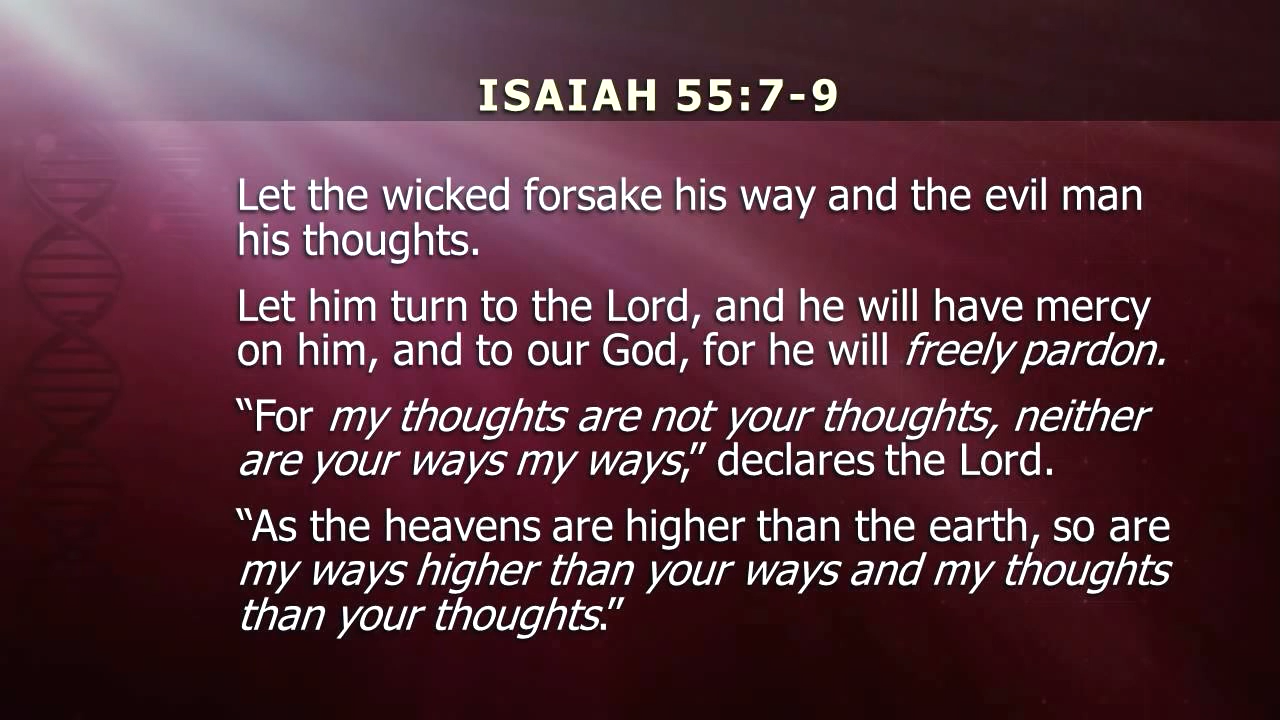 ISAIAH 55:7-9
Let the wicked forsake his way and the evil man
his thoughts.
Let him turn to the Lord, and he will have mercy
on him, and to our God, for he will freely pardon.
“For my thoughts are not your thoughts, neither
are your ways my ways,” declares the Lord.
“As the heavens are higher than the earth, so are
my ways higher than your ways and my thoughts
than your thoughts.”